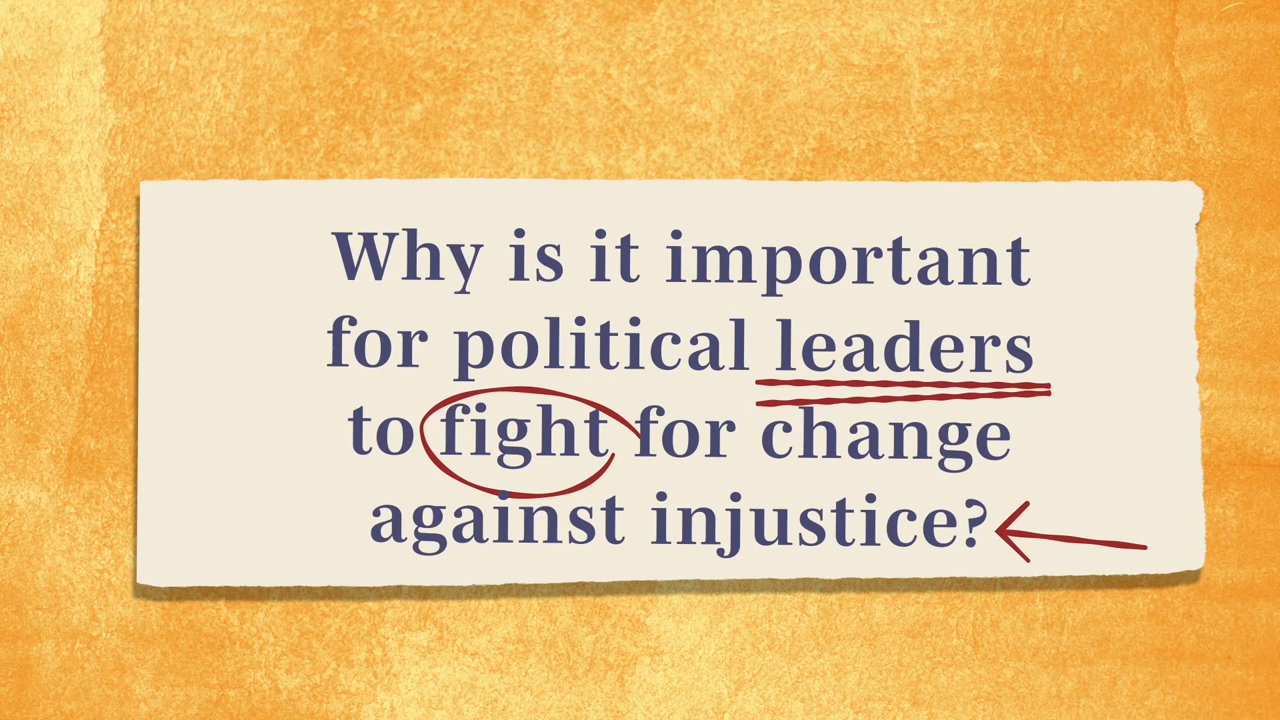 Why is it important
for political leaders
to fight for change
against injustice?